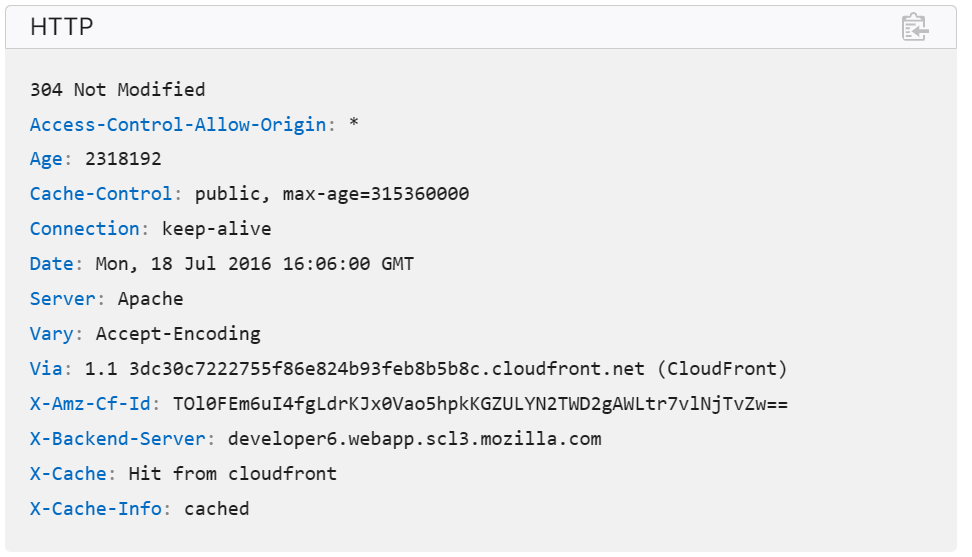 HTTP
304 Not Modified
Access-Control-Allow-Origin: *
Age: 2318192
Cache-Control: public, max-age=315360000
Connection: keep-alive
Date: Mon, 18 Jul 2016 16:06:00 GMT
Server: Apache
Vary: Accept-Encoding
Via: 1.1 3dc30c7222755f86e824b93feb8b5b8c.cloudfront.net (CloudFront)
X-Amz-Cf-Id: TOl0FEm6uI4fgLdrKJx0Vao5hpkKGZULYN2TWD2gAWLtr7vlNjTvZw==
X-Backend-Server: developer6.webapp.scl3.mozilla.com
X-Cache: Hit from cloudfront
X-Cache-Info: cached